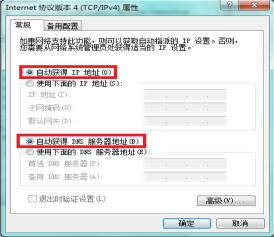 Internet 协议版本 4 (TCP/IPv4) 属性
常规 备用配置
如果网络支持此功能，则可以获取自动指派的 IP 设置。否则，
您需要从网络系统管理员处获得适当的 IP 设置。
自动获得 IP 地址(O)
使用下面的 IP 地址(S):
IP 地址(I):
子网掩码(U):
默认网关(D):
自动获得 DNS 服务器地址(B)
使用下面的 DNS 服务器地址(E):
首选 DNS 服务器(P):
备用 DNS 服务器(A):
退出时验证设置(L)
高级(V)...
确定 取消